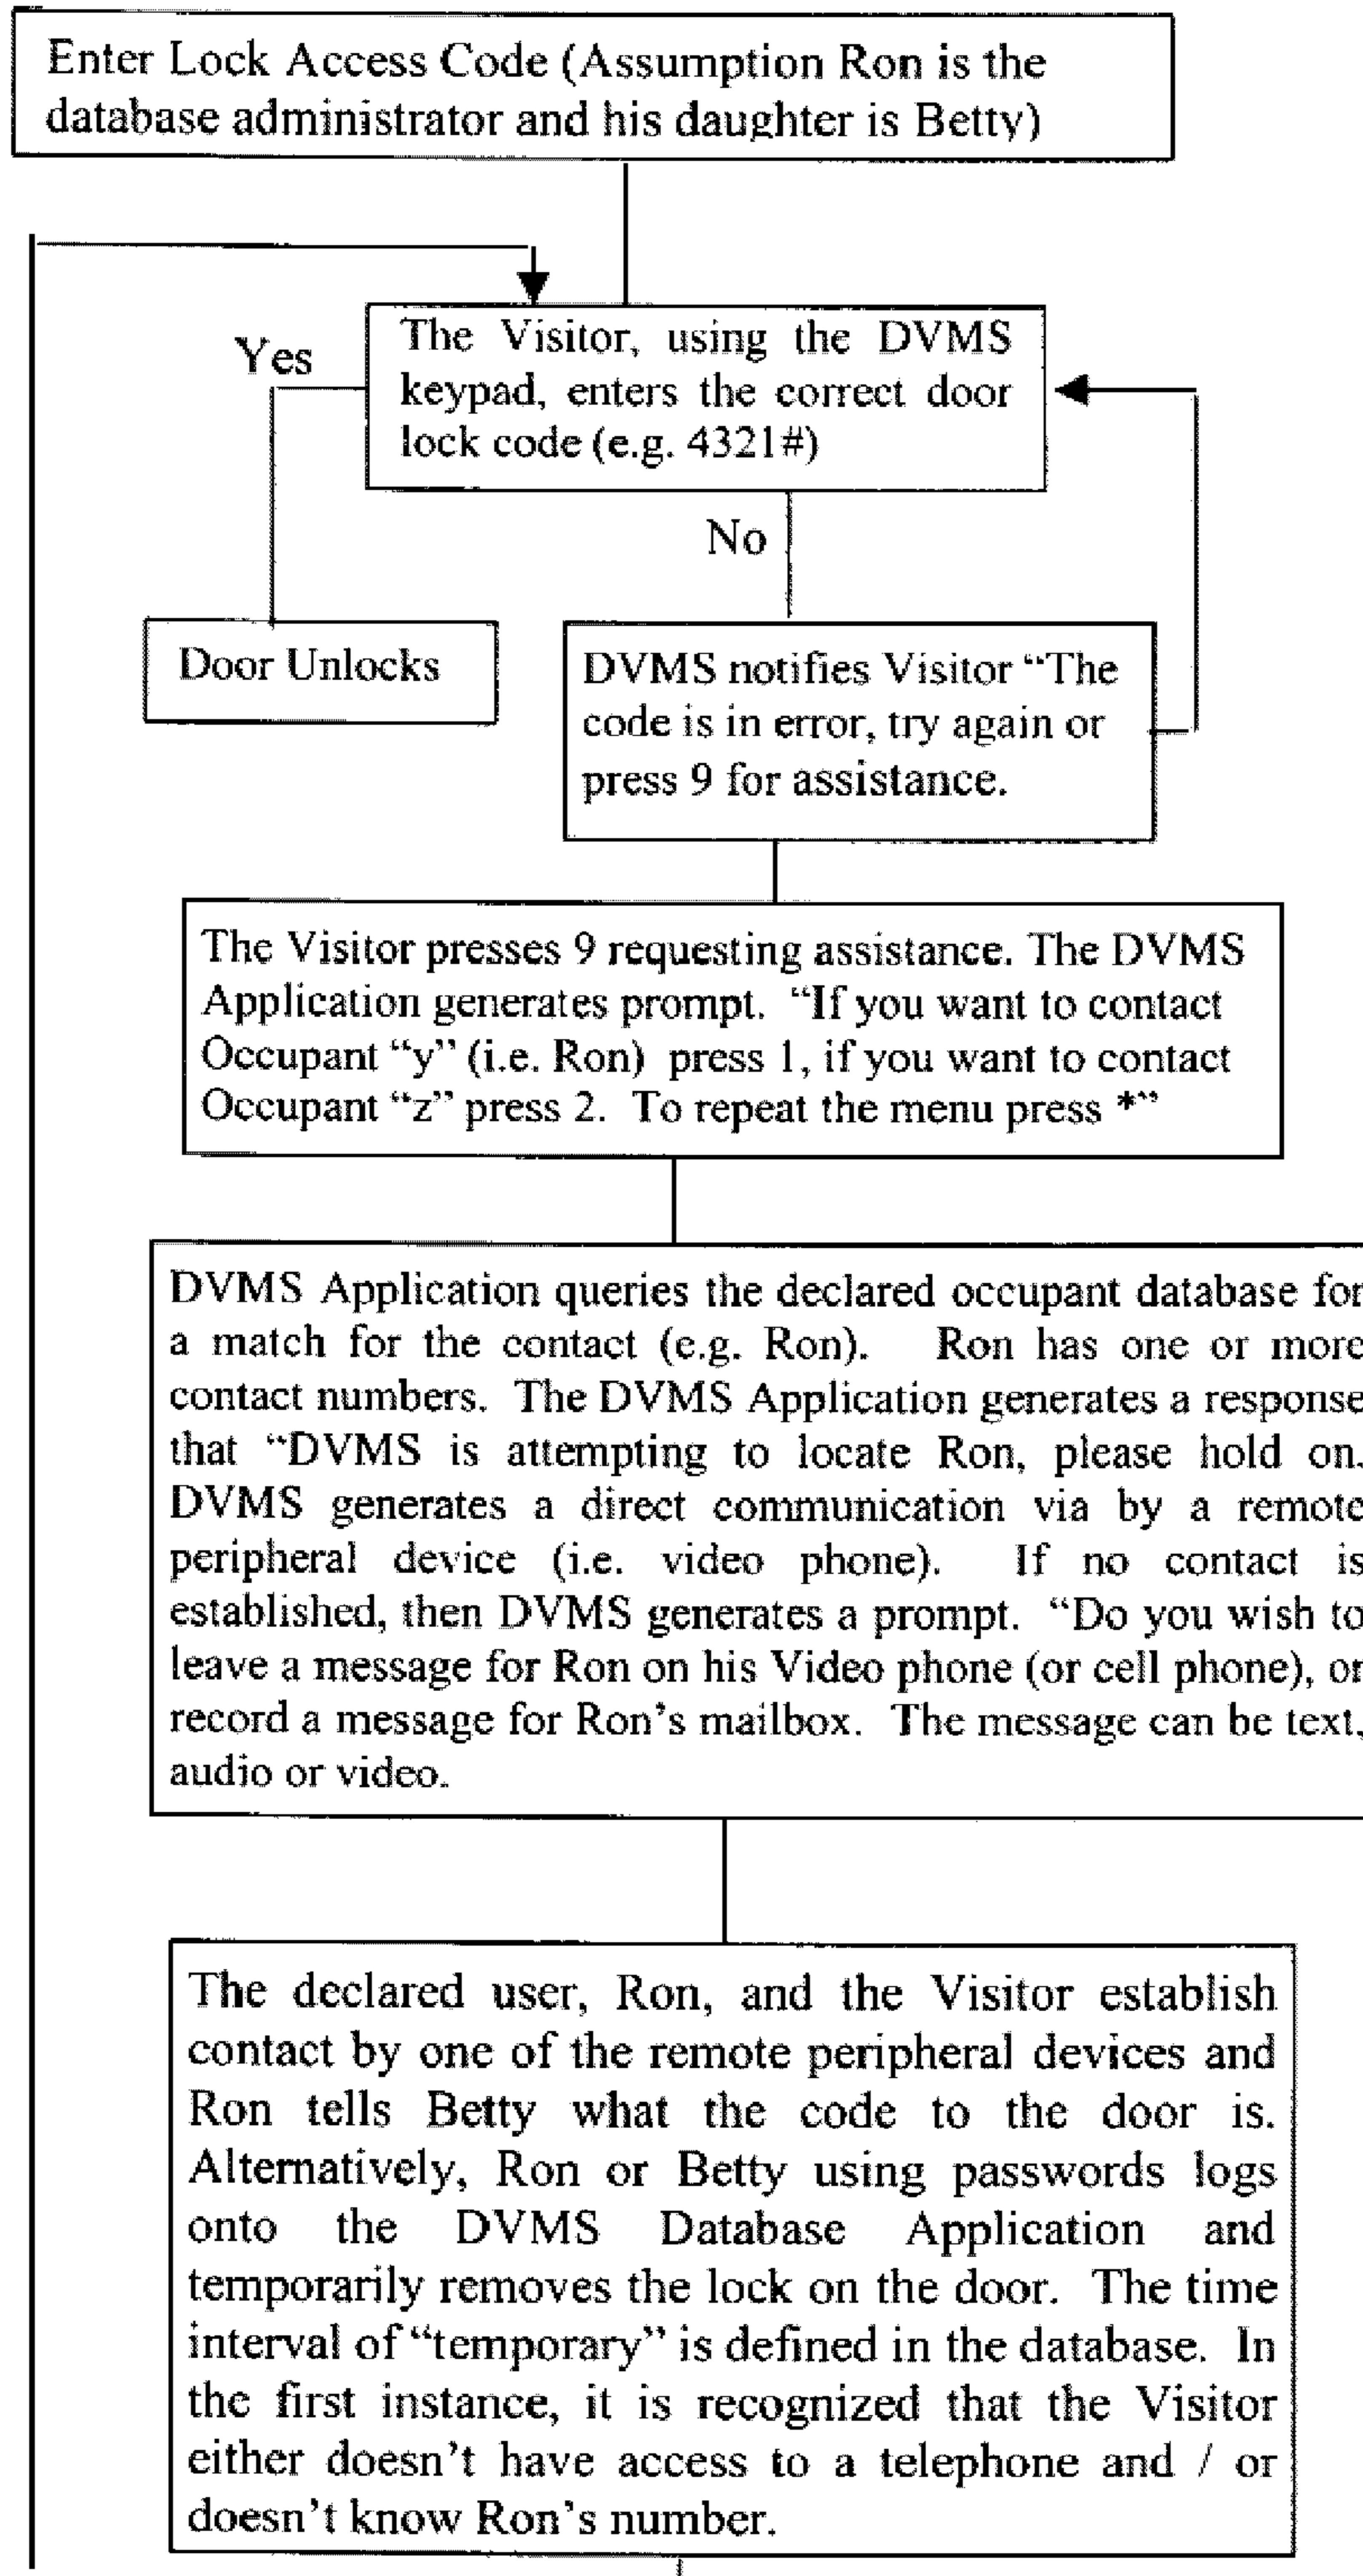 Enter Lock Access Code (Assumption Ron is the
database administrator and his daughter is Betty)
The Visitor, using the DVMS
keypad, enters the correct door
lock code (e.g. 4321#)
Yes
No
Door Unlocks
DVMS notifies Visitor “The
code is in error, try again or
press 9 for assistance.
The Visitor presses 9 requesting assistance. The DVMS
Application generates prompt. “If you want to contact
Occupant “y” (i.e. Ron) press 1, if you want to contact
Occupant “z” press 2. To repeat the menu press *”
DVMS Application queries the declared occupant database for
a match for the contact (e.g. Ron). Ron has one or more
contact numbers. The DVMS Application generates a response
that “DVMS is attempting to locate Ron, please hold on.
DVMS generates a direct communication via by a remote
peripheral device (i.e. video phone). If no contact is
established, then DVMS generates a prompt. “Do you wish to
leave a message for Ron on his Video phone (or cell phone), or
record a message for Ron’s mailbox. The message can be text,
audio or video.
The declared user, Ron, and the Visitor establish
contact by one of the remote peripheral devices and
Ron tells Betty what the code to the door is.
Alternatively, Ron or Betty using passwords logs
onto the DVMS Database Application and
temporarily removes the lock on the door. The time
interval of “temporary” is defined in the database. In
the first instance, it is recognized that the Visitor
either doesn’t have access to a telephone and / or
doesn’t know Ron’s number.